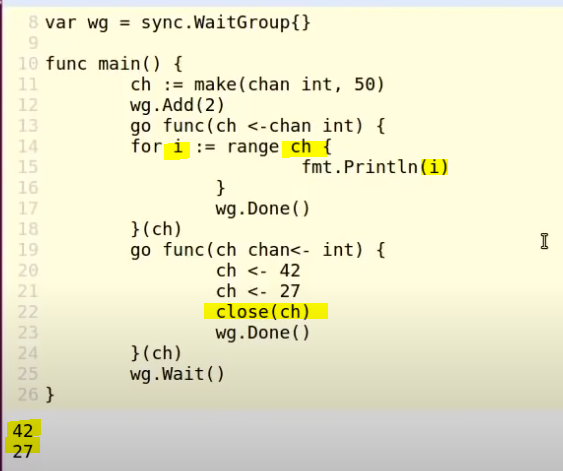 8 var wg = sync.WaitGroup{}
9
10 func main() {
11 ch := make(chan int, 50)
12 wg.Add(2)
13 go func(ch <-chan int) {
14 for i := range ch {
15 fmt.Println(i)
16 }
17 wg.Done()
18 }(ch)
19 go func(ch chan<- int) {
20 ch <- 42
21 ch <- 27
22 close(ch)
23 wg.Done()
24 }(ch)
25 wg.Wait()
26 }
42
27